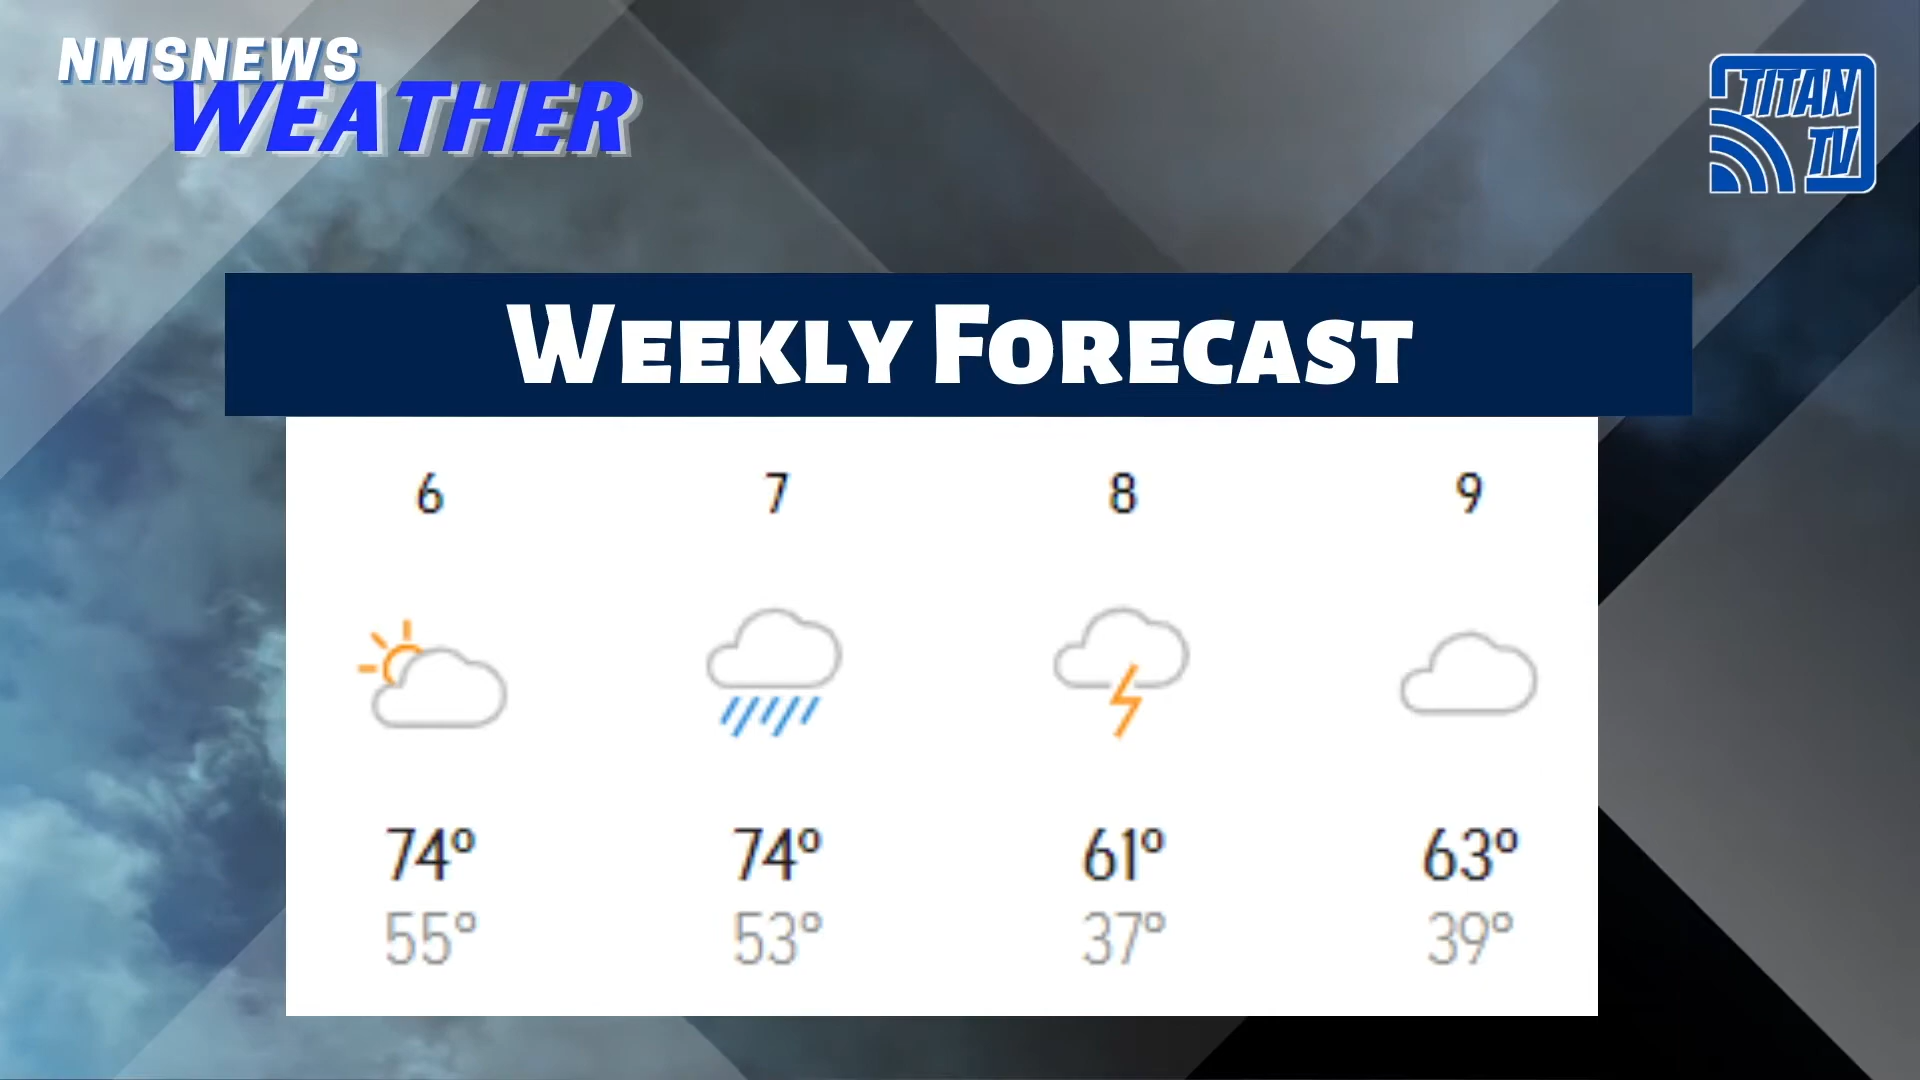 NMSNEWS
WEATHER
TITAN
TV
WEEKLY FORECAST
6 7 8 9
74° 74° 61° 63°
55° 53° 37° 39°